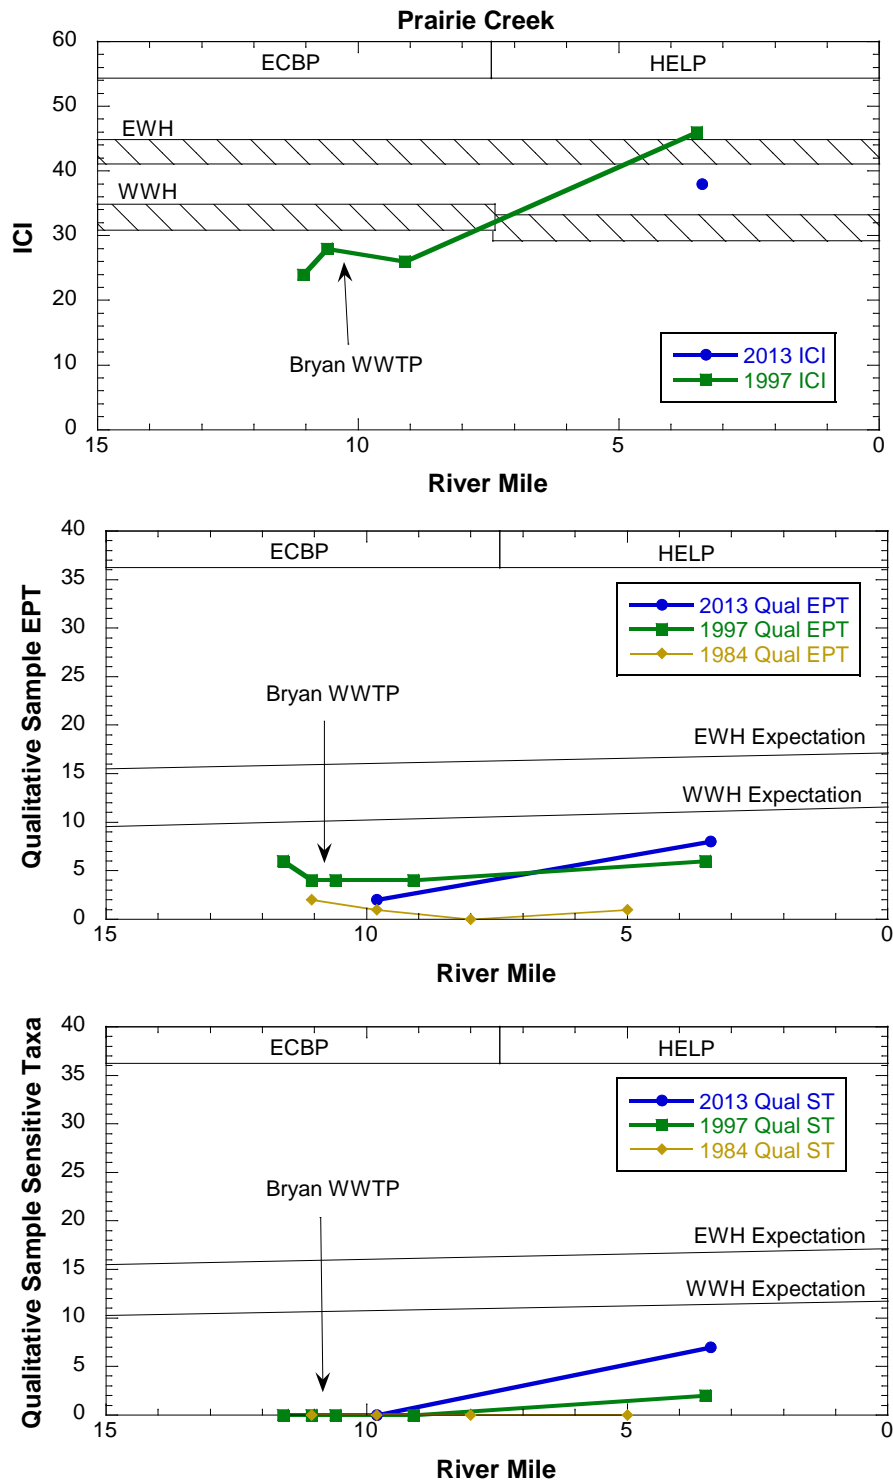 Prairie Creek
60
ECBP HELP
50
EWH
40
WWH
ICI
30
20
Bryan WWTP
2013 ICI
1997 ICI
10
0
15 10 5 0
River Mile
40
ECBP HELP
35
2013 Qual EPT
1997 Qual EPT
1984 Qual EPT
30
25
Bryan WWTP
Qualitative Sample EPT
20
EWH Expectation
15
WWH Expectation
10
5
0
15 10 5 0
River Mile
40
ECBP HELP
35
2013 Qual ST
1997 Qual ST
1984 Qual ST
30
25
Bryan WWTP
Qualitative Sample Sensitive Taxa
20
EWH Expectation
15
WWH Expectation
10
5
0
15 10 5 0
River Mile